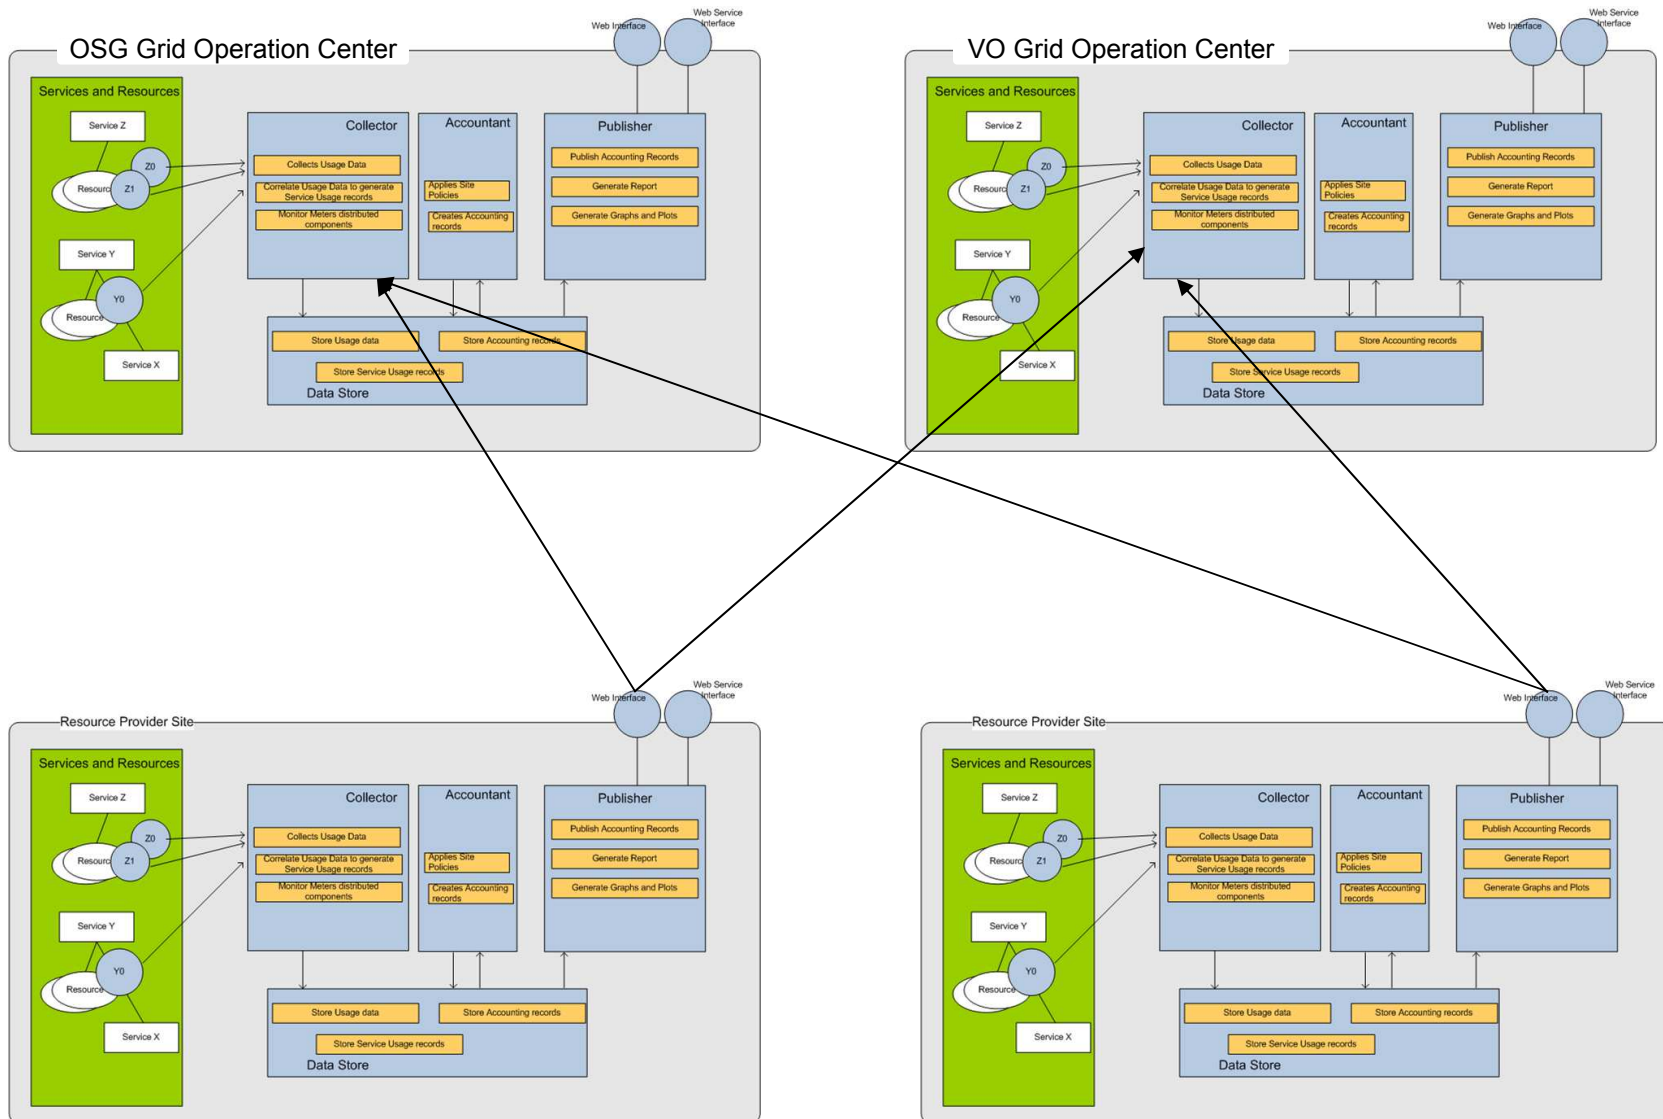 OSG Grid Operation Center
Web Interface
Web Service
Interface
Services and Resources
Service Z
Z0
Resourc
Z1
Service Y
Y0
Resource
Service X
Collector
Collects Usage Data
Correlate Usage Data to generate
Service Usage records
Monitor Meters distributed
components
Accountant
Applies Site
Policies
Creates Accounting
records
Publisher
Publish Accounting Records
Generate Report
Generate Graphs and Plots
Store Usage data
Store Accounting records
Store Service Usage records
Data Store
VO Grid Operation Center
Web Interface
Web Service
Interface
Services and Resources
Service Z
Z0
Resourc
Z1
Service Y
Y0
Resource
Service X
Collector
Collects Usage Data
Correlate Usage Data to generate
Service Usage records
Monitor Meters distributed
components
Accountant
Applies Site
Policies
Creates Accounting
records
Publisher
Publish Accounting Records
Generate Report
Generate Graphs and Plots
Store Usage data
Store Accounting records
Store Service Usage records
Data Store
Resource Provider Site
Web Interface
Web Service
Interface
Services and Resources
Service Z
Z0
Resourc
Z1
Service Y
Y0
Resource
Service X
Collector
Collects Usage Data
Correlate Usage Data to generate
Service Usage records
Monitor Meters distributed
components
Accountant
Applies Site
Policies
Creates Accounting
records
Publisher
Publish Accounting Records
Generate Report
Generate Graphs and Plots
Store Usage data
Store Accounting records
Store Service Usage records
Data Store
Resource Provider Site
Web Interface
Web Service
Interface
Services and Resources
Service Z
Z0
Resourc
Z1
Service Y
Y0
Resource
Service X
Collector
Collects Usage Data
Correlate Usage Data to generate
Service Usage records
Monitor Meters distributed
components
Accountant
Applies Site
Policies
Creates Accounting
records
Publisher
Publish Accounting Records
Generate Report
Generate Graphs and Plots
Store Usage data
Store Accounting records
Store Service Usage records
Data Store